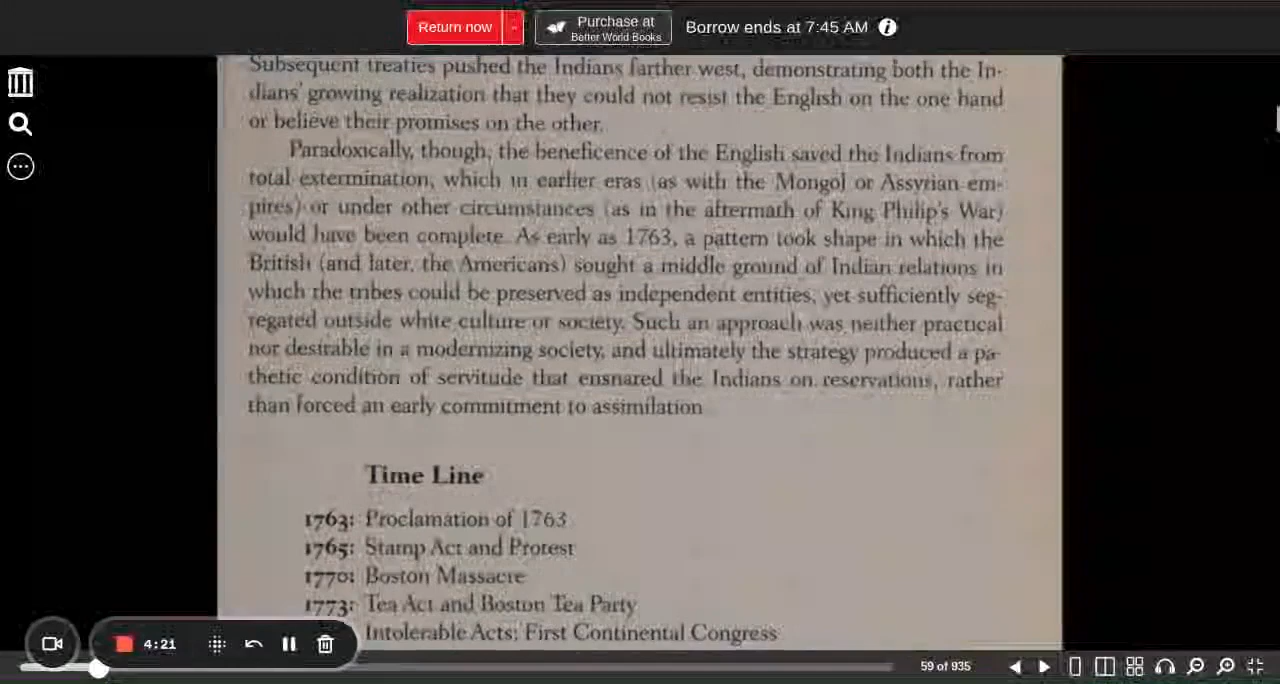 Return now
Purchase at
Better World Books
Borrow ends at 7:45 AM
Subsequent treaties pushed the Indians farther west, demonstrating both the In-
dians' growing realization that they could not resist the English on the one hand
or believe their promises on the other.
Paradoxically, though, the beneficence of the English saved the Indians from
total extermination, which in earlier eras (as with the Mongol or Assyrian em-
pires) or under other circumstances (as in the aftermath of King Philip's War)
would have been complete. As early as 1763, a pattern took shape in which the
British (and later, the Americans) sought a middle ground of Indian relations in
which the tribes could be preserved as independent entities, yet sufficiently seg-
regated outside white culture or society. Such an approach was neither practical
nor desirable in a modernizing society, and ultimately the strategy produced a pa-
thetic condition of servitude that ensnared the Indians on reservations, rather
than forced an early commitment to assimilation
Time Line
1763: Proclamation of 1763
1765: Stamp Act and Protest
1770: Boston Massacre
1773: Tea Act and Boston Tea Party
Intolerable Acts; First Continental Congress
4:21
59 of 935